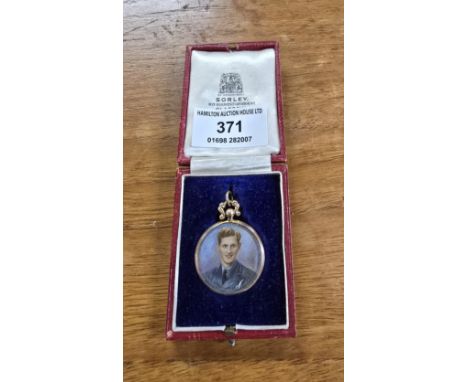 SORLEY
HAMILTON AUCTION HOUSE LTD
371
01698 282007